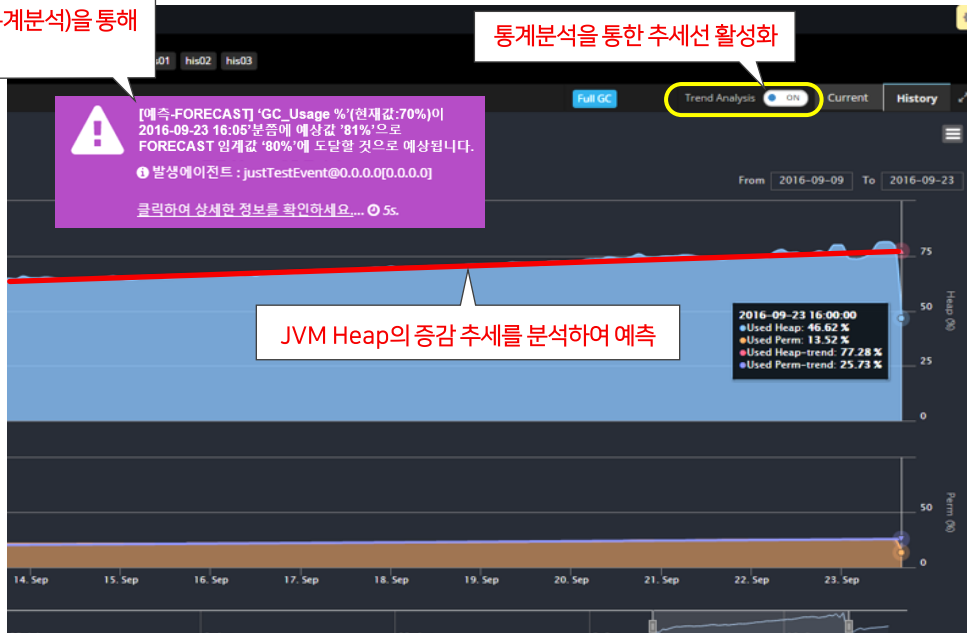 계분석)을 통해
통계분석을 통한 추세선 활성화
his02 his03
Full GC
Trend Analysis ON Current History
[예측-FORECAST] ‘GC_Usage %’(현재값:70%)이
2016-09-23 16:05’분쯤에 예상값 ’81%’으로
FORECAST 임계값 ‘80%’에 도달할 것으로 예상됩니다.
발생에이전트 : justTestEvent@0.0.0.0[0.0.0.0]
클릭하여 상세한 정보를 확인하세요.... 5s.
From 2016-09-09 To 2016-09-23
75
50
25
0
Heap (%)
JVM Heap의 증감 추세를 분석하여 예측
2016-09-23 16:00:00
Used Heap: 46.62 %
Used Perm: 13.52 %
Used Heap-trend: 77.28 %
Used Perm-trend: 25.73 %
50
0
Perm (%)
14. Sep 15. Sep 16. Sep 17. Sep 18. Sep 19. Sep 20. Sep 21. Sep 22. Sep 23. Sep